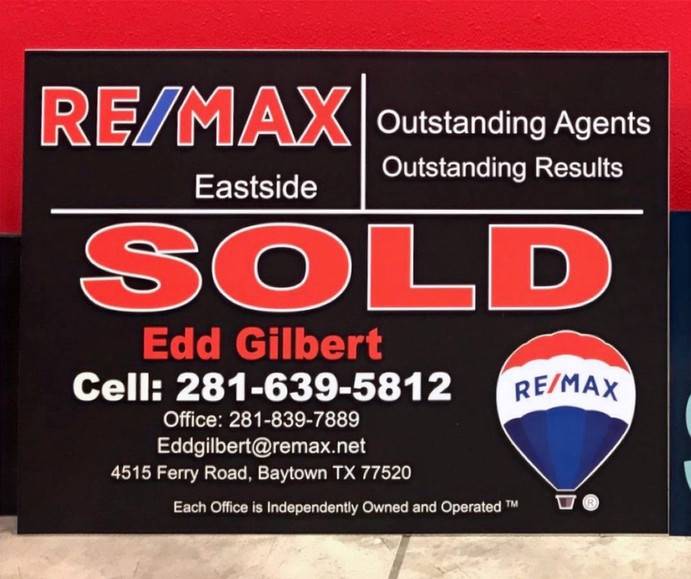 RE/MAX
Eastside
Outstanding Agents
Outstanding Results
SOLD
Edd Gilbert
Cell: 281-639-5812
Office: 281-839-7889
Eddgilbert@remax.net
4515 Ferry Road, Baytown TX 77520
Each Office is Independently Owned and Operated ™
RE/MAX
®